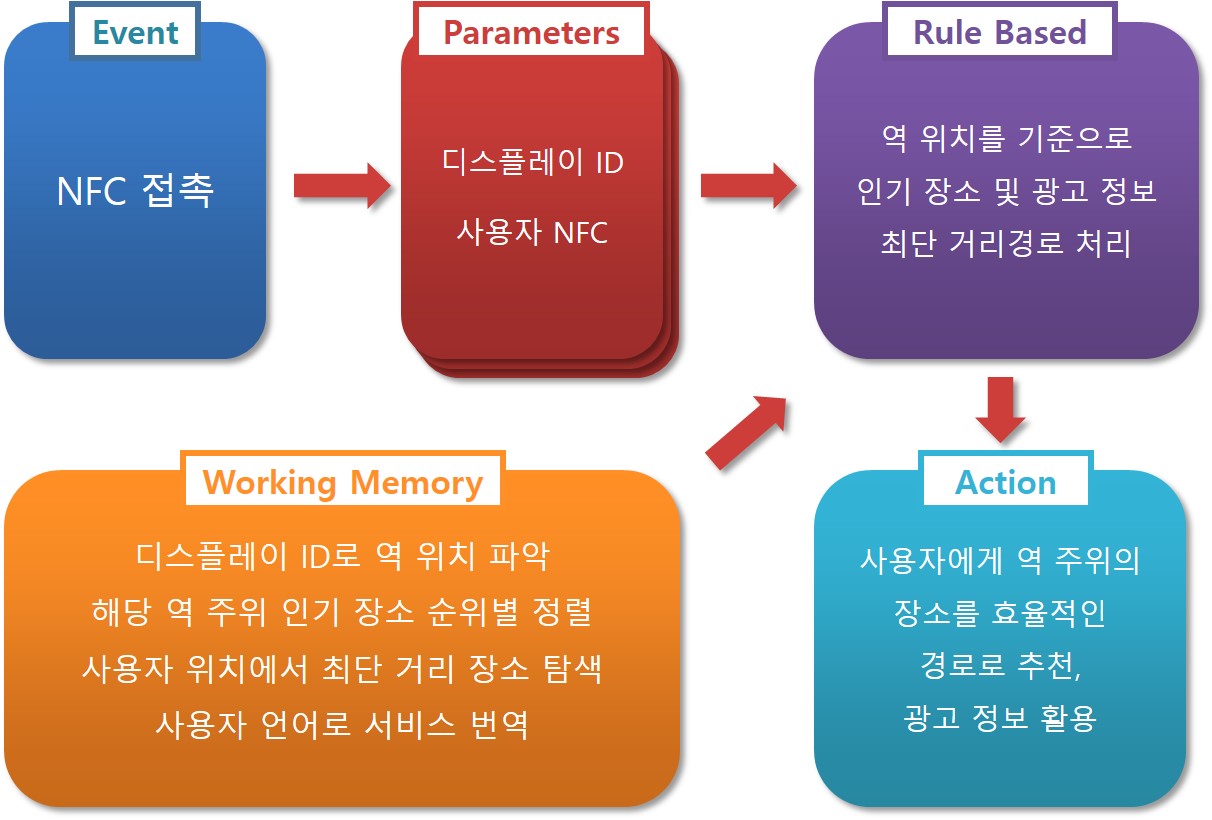 Event
NFC 접촉
Parameters
디스플레이 ID
사용자 NFC
Rule Based
역 위치를 기준으로
인기 장소 및 광고 정보
최단 거리경로 처리
Working Memory
디스플레이 ID로 역 위치 파악
해당 역 주위 인기 장소 순위별 정렬
사용자 위치에서 최단 거리 장소 탐색
사용자 언어로 서비스 번역
Action
사용자에게 역 주위의
장소를 효율적인
경로로 추천,
광고 정보 활용